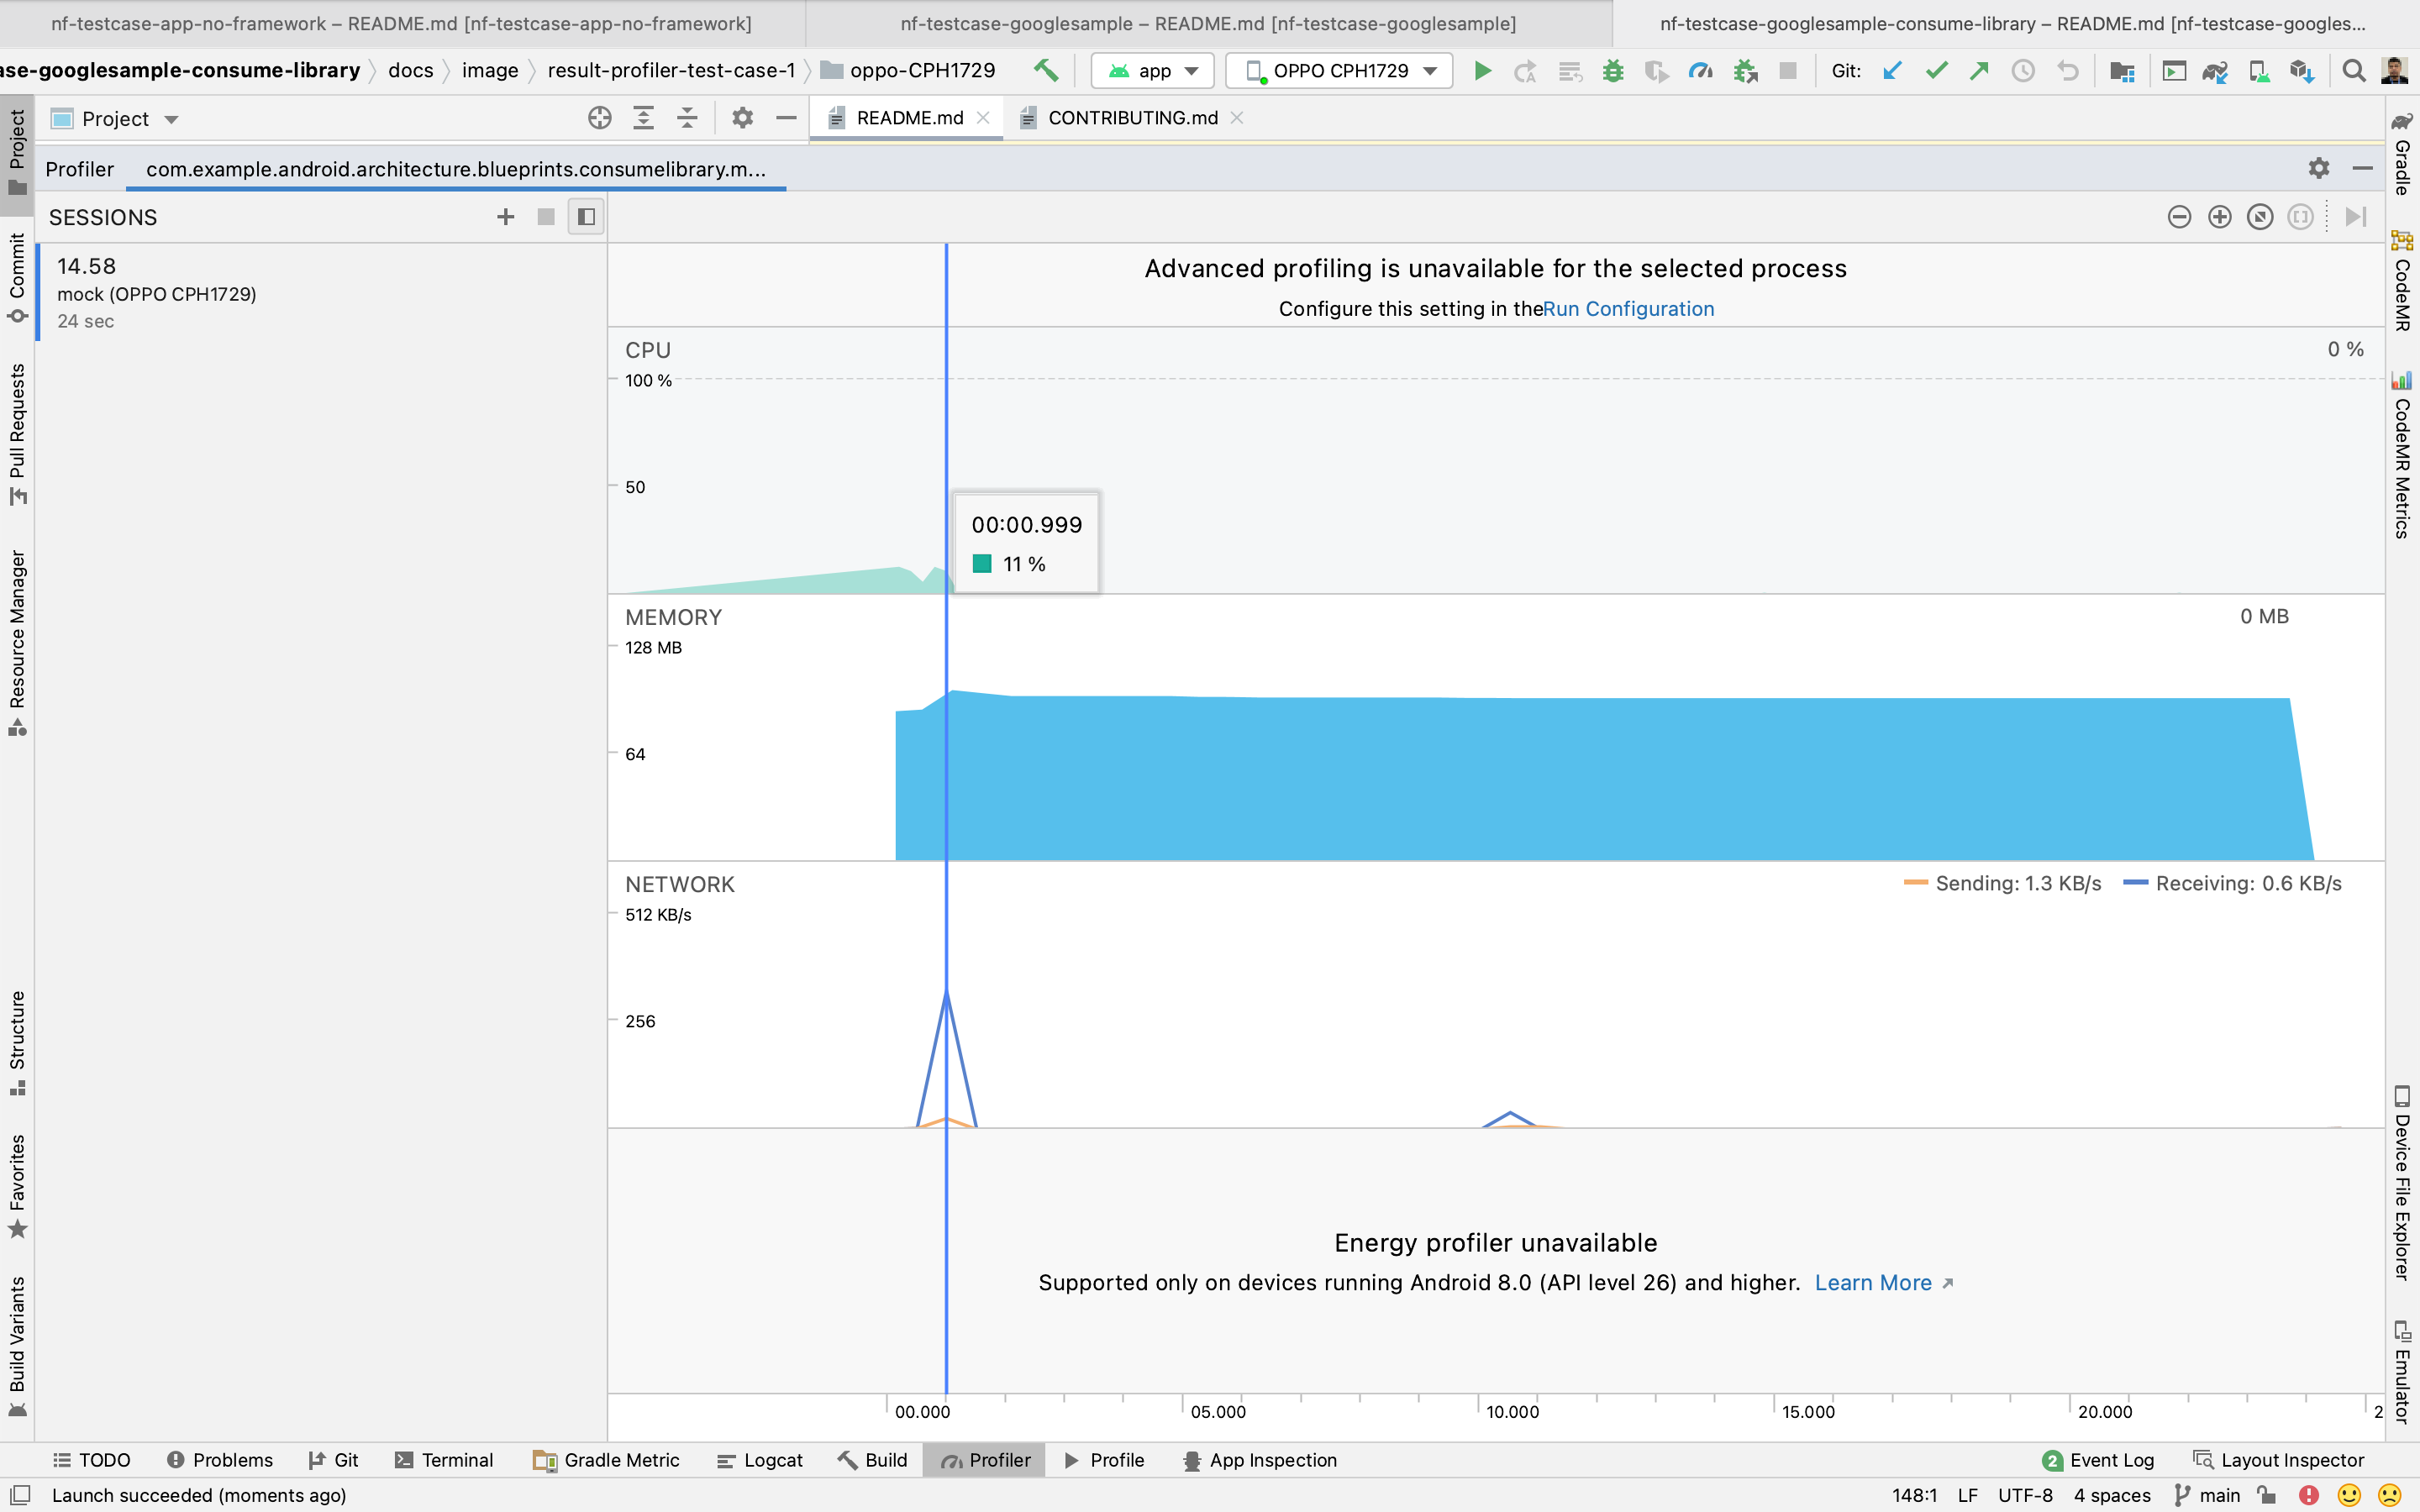 nf-testcase-app-no-framework – README.md [nf-testcase-app-no-framework]
nf-testcase-googlesample – README.md [nf-testcase-googlesample]
nf-testcase-googlesample-consume-library – README.md [nf-testcase-googles...
ase-googlesample-consume-library
docs
image
result-profiler-test-case-1
oppo-CPH1729
app
OPPO CPH1729
Git:
Project
README.md
CONTRIBUTING.md
Profiler
com.example.android.architecture.blueprints.consumelibrary.m...
SESSIONS
14.58
mock (OPPO CPH1729)
24 sec
Advanced profiling is unavailable for the selected process
Configure this setting in theRun Configuration
CPU
0 %
100 %
50
00:00.999
11 %
MEMORY
0 MB
128 MB
64
NETWORK
Sending: 1.3 KB/s
Receiving: 0.6 KB/s
512 KB/s
256
Energy profiler unavailable
Supported only on devices running Android 8.0 (API level 26) and higher. Learn More
00.000
05.000
10.000
15.000
20.000
2
Project
Commit
Pull Requests
Resource Manager
Structure
Favorites
Build Variants
Gradle
CodeMR
CodeMR Metrics
Device File Explorer
Emulator
TODO
Problems
Git
Terminal
Gradle Metric
Logcat
Build
Profiler
Profile
App Inspection
2
Event Log
Layout Inspector
Launch succeeded (moments ago)
148:1
LF
UTF-8
4 spaces
main